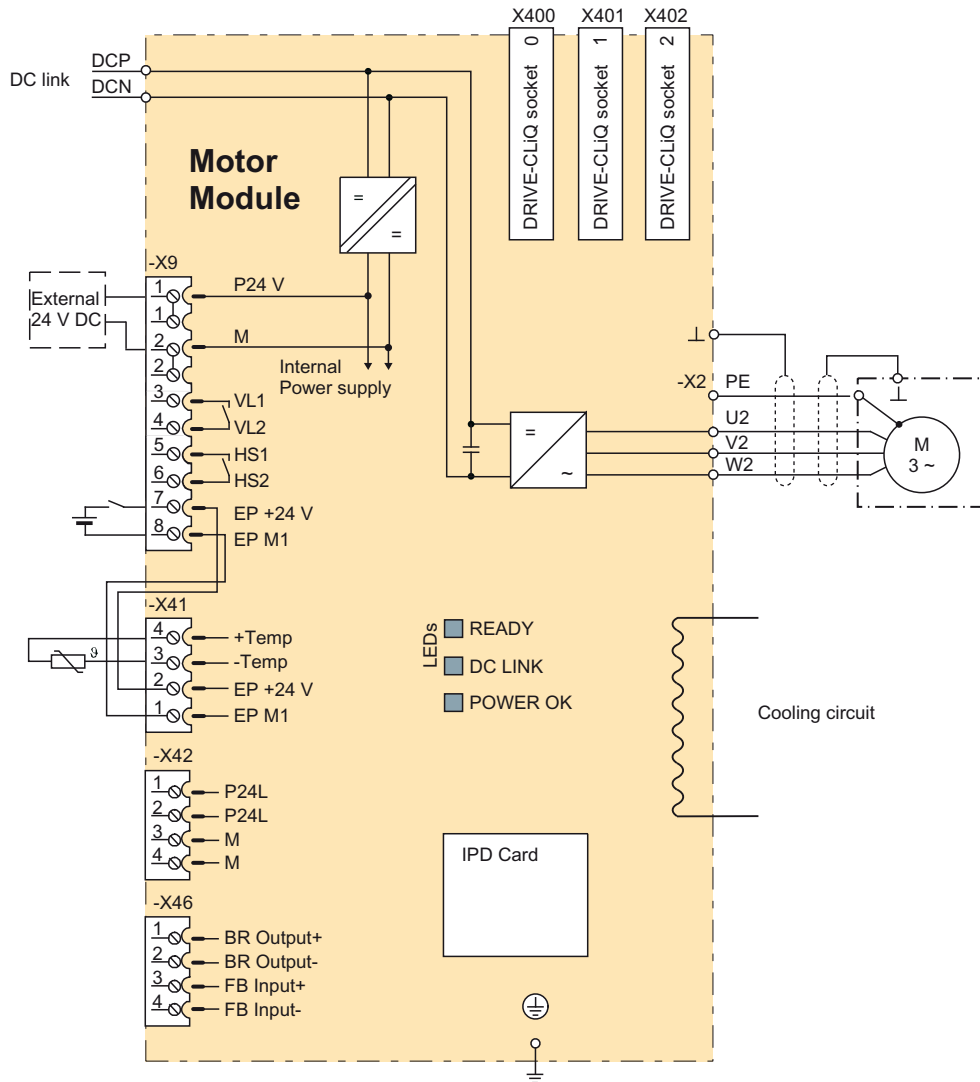 X400 X401 X402
DRIVE-CLiQ socket 0
DRIVE-CLiQ socket 1
DRIVE-CLiQ socket 2
DC link
DCP
DCN
Motor
Module
=
=
-X9
External
24 V DC
1 P24 V
1
2 M
2
Internal
Power supply
3 VL1
4 VL2
5 HS1
6 HS2
7 EP +24 V
8 EP M1
=
~
-X2 PE
U2
V2
W2
M
3 ~
-X41
4 +Temp
3 -Temp
ϑ
2 EP +24 V
1 EP M1
LEDs
READY
DC LINK
POWER OK
Cooling circuit
-X42
1 P24L
2 P24L
3 M
4 M
IPD Card
-X46
1 BR Output+
2 BR Output-
3 FB Input+
4 FB Input-